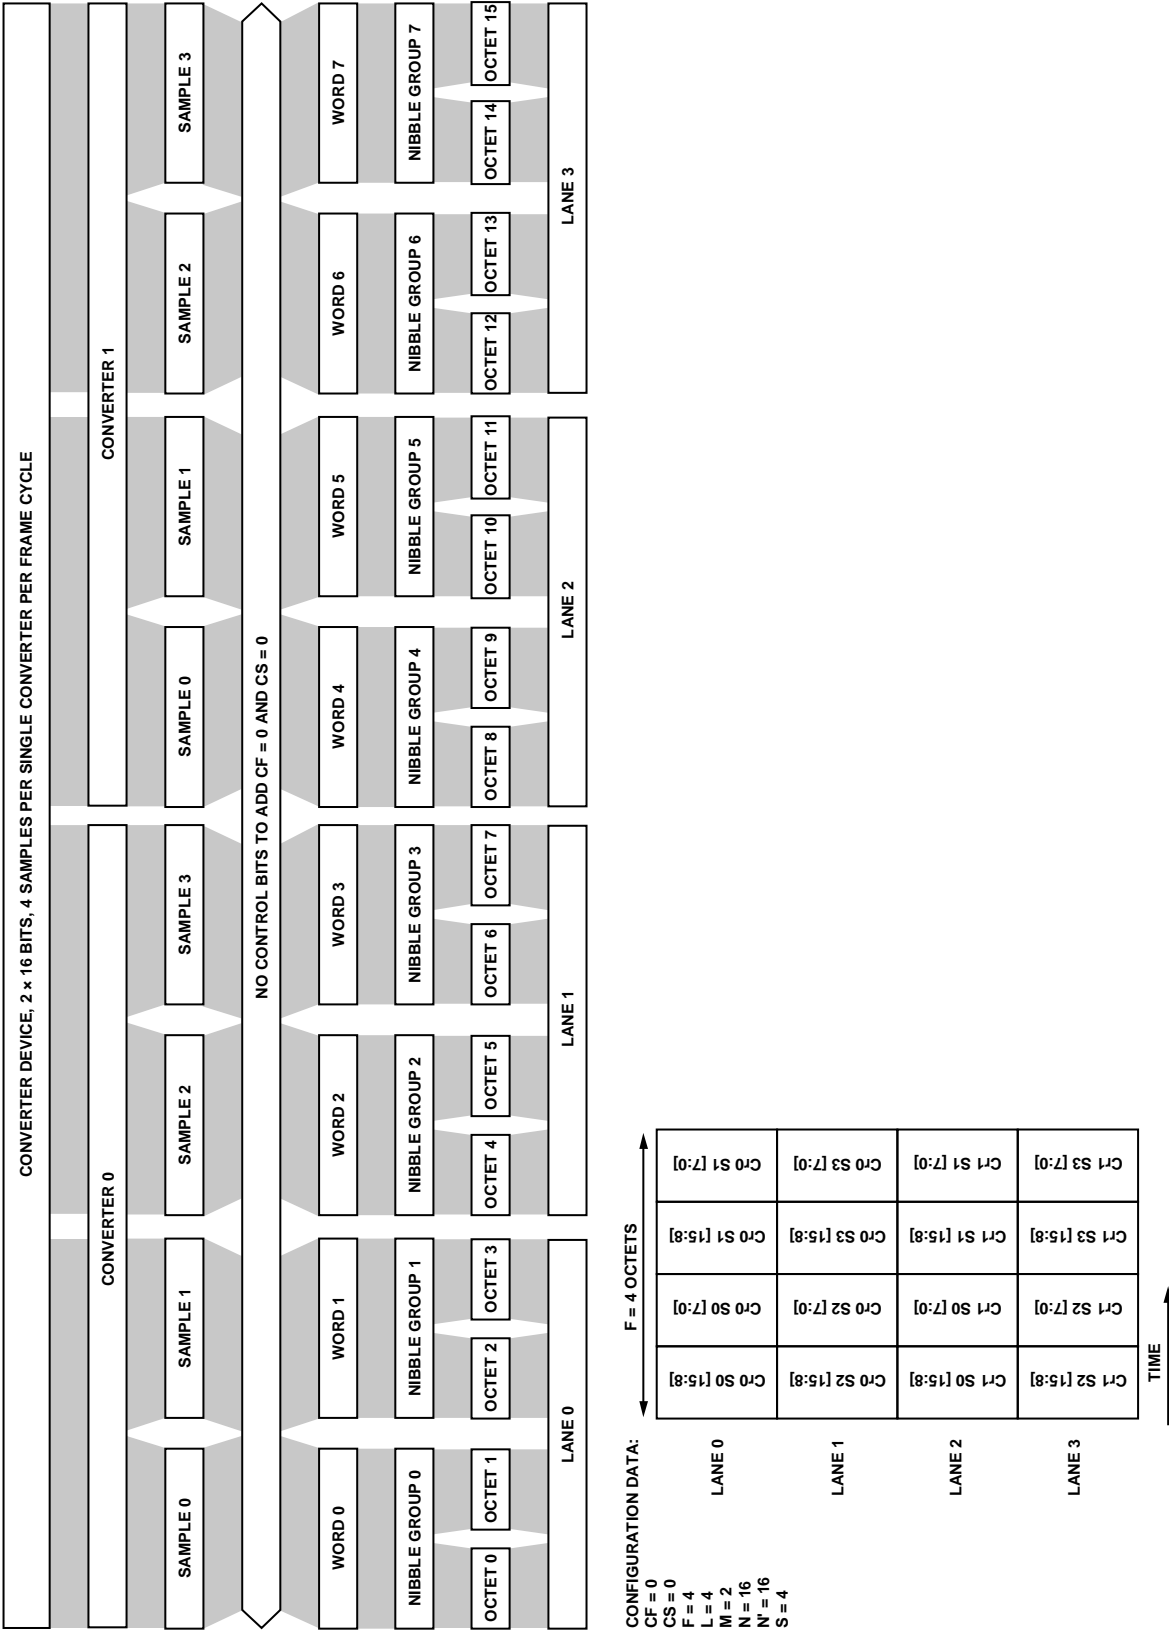 CONVERTER DEVICE, 2 × 16 BITS, 4 SAMPLES PER SINGLE CONVERTER PER FRAME CYCLE
CONVERTER 0
CONVERTER 1
SAMPLE 0
SAMPLE 1
SAMPLE 2
SAMPLE 3
SAMPLE 0
SAMPLE 1
SAMPLE 2
SAMPLE 3
NO CONTROL BITS TO ADD CF = 0 AND CS = 0
WORD 0
WORD 1
WORD 2
WORD 3
WORD 4
WORD 5
WORD 6
WORD 7
NIBBLE GROUP 0
NIBBLE GROUP 1
NIBBLE GROUP 2
NIBBLE GROUP 3
NIBBLE GROUP 4
NIBBLE GROUP 5
NIBBLE GROUP 6
NIBBLE GROUP 7
OCTET 0
OCTET 1
OCTET 2
OCTET 3
OCTET 4
OCTET 5
OCTET 6
OCTET 7
OCTET 8
OCTET 9
OCTET 10
OCTET 11
OCTET 12
OCTET 13
OCTET 14
OCTET 15
LANE 0
LANE 1
LANE 2
LANE 3
CONFIGURATION DATA:
CF = 0
CS = 0
F = 4
L = 4
M = 2
N = 16
N' = 16
S = 4
F = 4 OCTETS
LANE 0
Cr0 S0 [15:8]
Cr0 S0 [7:0]
Cr0 S1 [15:8]
Cr0 S1 [7:0]
LANE 1
Cr0 S2 [15:8]
Cr0 S2 [7:0]
Cr0 S3 [15:8]
Cr0 S3 [7:0]
LANE 2
Cr1 S0 [15:8]
Cr1 S0 [7:0]
Cr1 S1 [15:8]
Cr1 S1 [7:0]
LANE 3
Cr1 S2 [15:8]
Cr1 S2 [7:0]
Cr1 S3 [15:8]
Cr1 S3 [7:0]
TIME